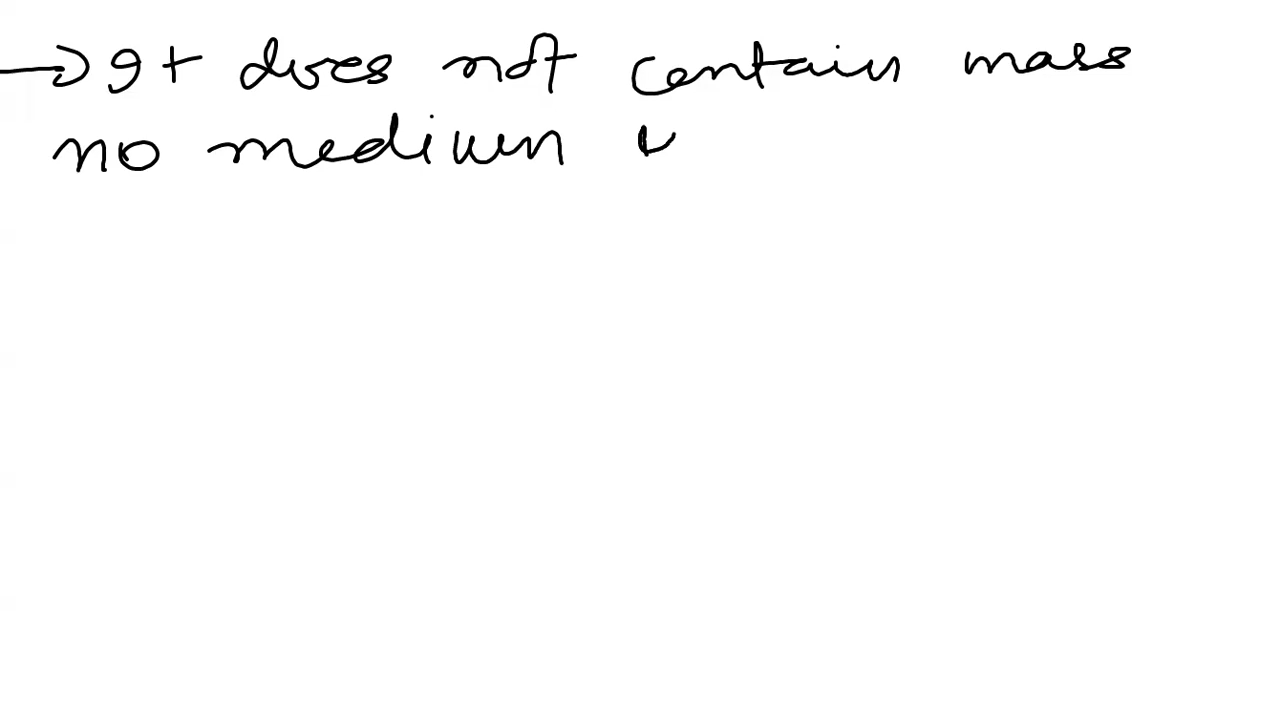 → It does not contain mass
no medium